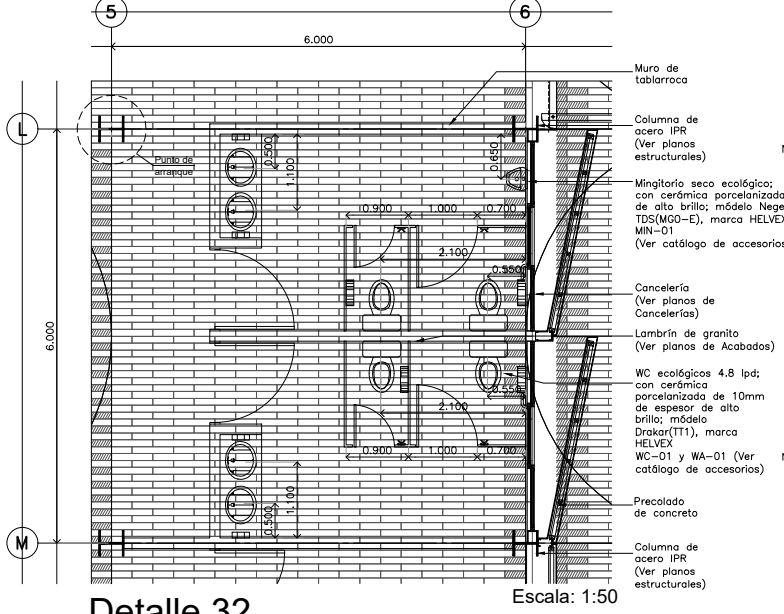 5
6
6.000
Muro de
tablarroca
L
Columna de
acero IPR
(Ver planos
estructurales)
Punto de
arranque
0.500
1.100
0.650
Mingitorio seco ecológico;
con cerámica porcelanizada
de alto brillo; módelo Nege
TDS(MGO-E), marca HELVEX
MIN-01
(Ver catálogo de accesorios
0.900
1.000
0.700
2.100
0.550
Cancelería
(Ver planos de
Cancelerías)
6.000
Lambrín de granito
(Ver planos de Acabados)
WC ecológicos 4.8 lpd;
con cerámica
porcelanizada de 10mm
de espesor de alto
brillo; módelo
Drakar(TT1), marca
HELVEX
WC-01 y WA-01 (Ver
catálogo de accesorios)
0.550
2.100
0.900
1.000
0.700
1.100
0.500
Precolado
de concreto
M
Columna de
acero IPR
(Ver planos
estructurales)
Detalle 32
Escala: 1:50